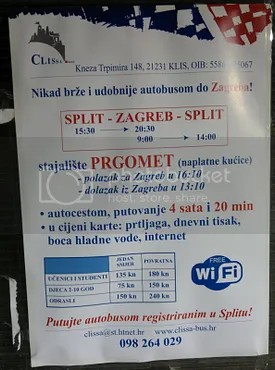 CLISSA
Kneza Trpimira 148, 21231 KLIS, OIB:
Nikad brže i udobnije autobusom do Zagreba!
SPLIT - ZAGREB - SPLIT
15:30 20:30
9:00 14:00
stajalište PRGOMET (naplatne kućice)
- polazak za Zagreb u 16:10
- dolazak iz Zagreba u 13:10
• autocestom, putovanje 4 sata i 20 min
• u cijeni karte: prtljaga, dnevni tisak,
boca hladne vode, internet
JEDAN SMJER POVRATNA
UČENICI I STUDENTI 135 kn 180 kn
DJECA 2-10 GOD 75 kn 150 kn
ODRASLI 150 kn 240 kn
FREE
Wi Fi
Putujte autobusom registriranim u Splitu!
clissa@st.htnet.hr www.clissa-bus.hr
098 264 029
photobucket